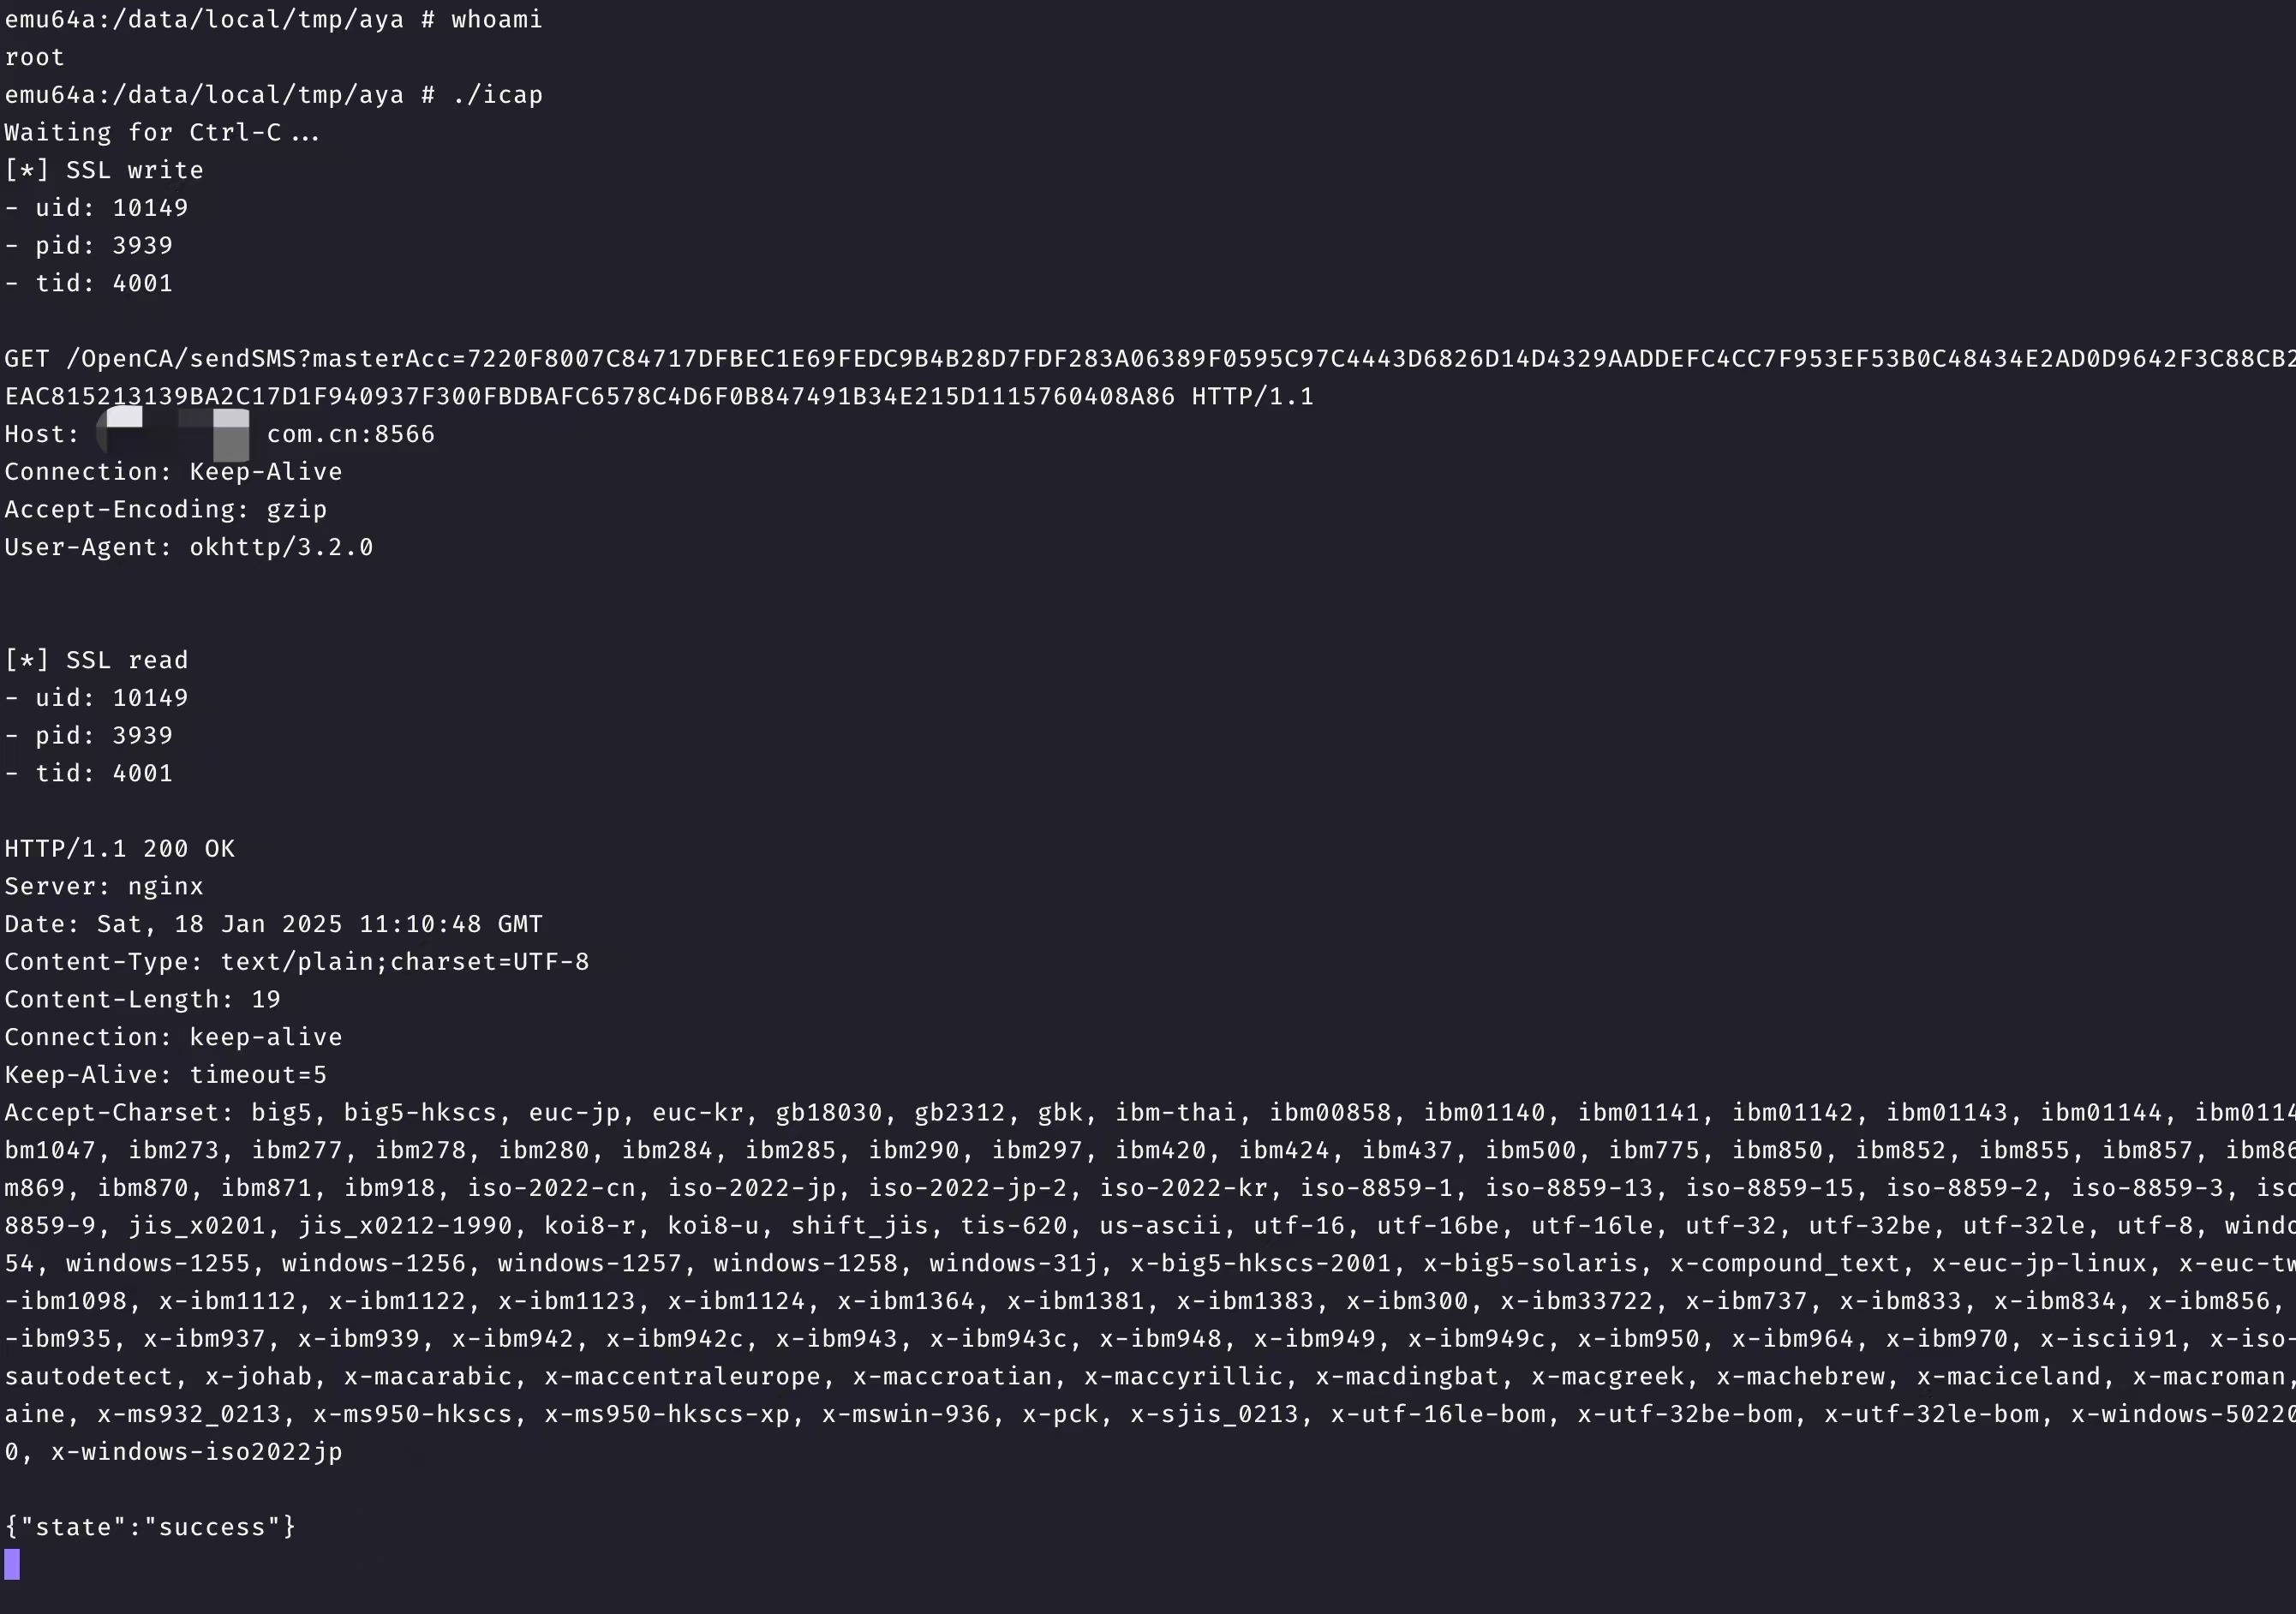 emu64a:/data/local/tmp/aya # whoami
root
emu64a:/data/local/tmp/aya # ./icap
Waiting for Ctrl-C...
[*] SSL write
- uid: 10149
- pid: 3939
- tid: 4001
GET /OpenCA/sendSMS?masterAcc=7220F8007C84717DFBEC1E69FEDC9B4B28D7FDF283A06389F0595C97C4443D6826D14D4329AADDEFC4CC7F953EF53B0C48434E2AD0D9642F3C88CB2
EAC815213139BA2C17D1F940937F300FBDBAFC6578C4D6F0B847491B34E215D1115760408A86 HTTP/1.1
Host: com.cn:8566
Connection: Keep-Alive
Accept-Encoding: gzip
User-Agent: okhttp/3.2.0
[*] SSL read
- uid: 10149
- pid: 3939
- tid: 4001
HTTP/1.1 200 OK
Server: nginx
Date: Sat, 18 Jan 2025 11:10:48 GMT
Content-Type: text/plain;charset=UTF-8
Content-Length: 19
Connection: keep-alive
Keep-Alive: timeout=5
Accept-Charset: big5, big5-hkscs, euc-jp, euc-kr, gb18030, gb2312, gbk, ibm-thai, ibm00858, ibm01140, ibm01141, ibm01142, ibm01143, ibm01144, ibm0114
bm1047, ibm273, ibm277, ibm278, ibm280, ibm284, ibm285, ibm290, ibm297, ibm420, ibm424, ibm437, ibm500, ibm775, ibm850, ibm852, ibm855, ibm857, ibm86
m869, ibm870, ibm871, ibm918, iso-2022-cn, iso-2022-jp, iso-2022-jp-2, iso-2022-kr, iso-8859-1, iso-8859-13, iso-8859-15, iso-8859-2, iso-8859-3, iso
8859-9, jis_x0201, jis_x0212-1990, koi8-r, koi8-u, shift_jis, tis-620, us-ascii, utf-16, utf-16be, utf-16le, utf-32, utf-32be, utf-32le, utf-8, windo
54, windows-1255, windows-1256, windows-1257, windows-1258, windows-31j, x-big5-hkscs-2001, x-big5-solaris, x-compound_text, x-euc-jp-linux, x-euc-tw
-ibm1098, x-ibm1112, x-ibm1122, x-ibm1123, x-ibm1124, x-ibm1364, x-ibm1381, x-ibm1383, x-ibm300, x-ibm33722, x-ibm737, x-ibm833, x-ibm834, x-ibm856,
-ibm935, x-ibm937, x-ibm939, x-ibm942, x-ibm942c, x-ibm943, x-ibm943c, x-ibm948, x-ibm949, x-ibm949c, x-ibm950, x-ibm964, x-ibm970, x-iscii91, x-iso-
sautodetect, x-johab, x-macarabic, x-maccentraleurope, x-maccroatian, x-maccyrillic, x-macdingbat, x-macgreek, x-machebrew, x-maciceland, x-macroman,
aine, x-ms932_0213, x-ms950-hkscs, x-ms950-hkscs-xp, x-mswin-936, x-pck, x-sjis_0213, x-utf-16le-bom, x-utf-32be-bom, x-utf-32le-bom, x-windows-50220
0, x-windows-iso2022jp
{"state":"success"}